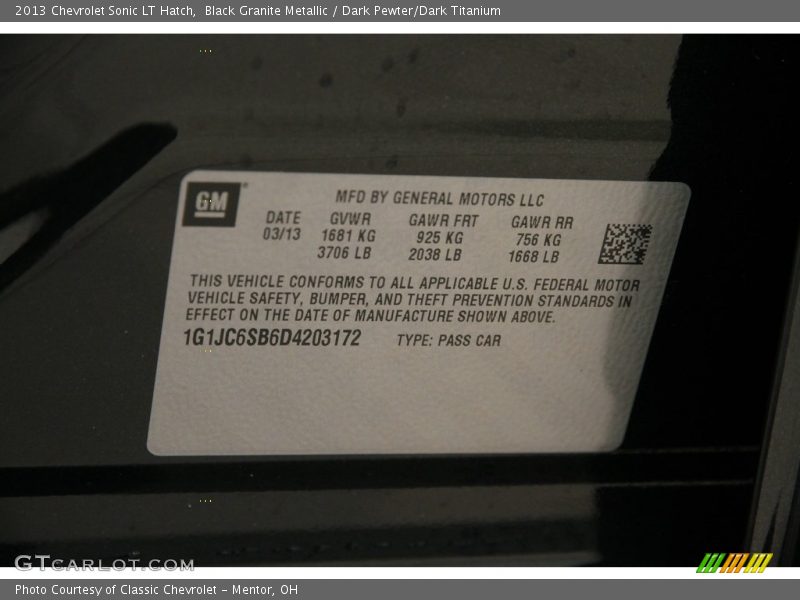 2013 Chevrolet Sonic LT Hatch,  Black Granite Metallic / Dark Pewter/Dark Titanium
GM
MFD BY GENERAL MOTORS LLC
DATE GVWR GAWR FRT GAWR RR
03/13 1681 KG 925 KG 756 KG
3706 LB 2038 LB 1668 LB
THIS VEHICLE CONFORMS TO ALL APPLICABLE U.S. FEDERAL MOTOR
VEHICLE SAFETY, BUMPER, AND THEFT PREVENTION STANDARDS IN
EFFECT ON THE DATE OF MANUFACTURE SHOWN ABOVE.
1G1JC6SB6D4203172 TYPE: PASS CAR
GTCARLOT.COM
Photo Courtesy of Classic Chevrolet - Mentor, OH